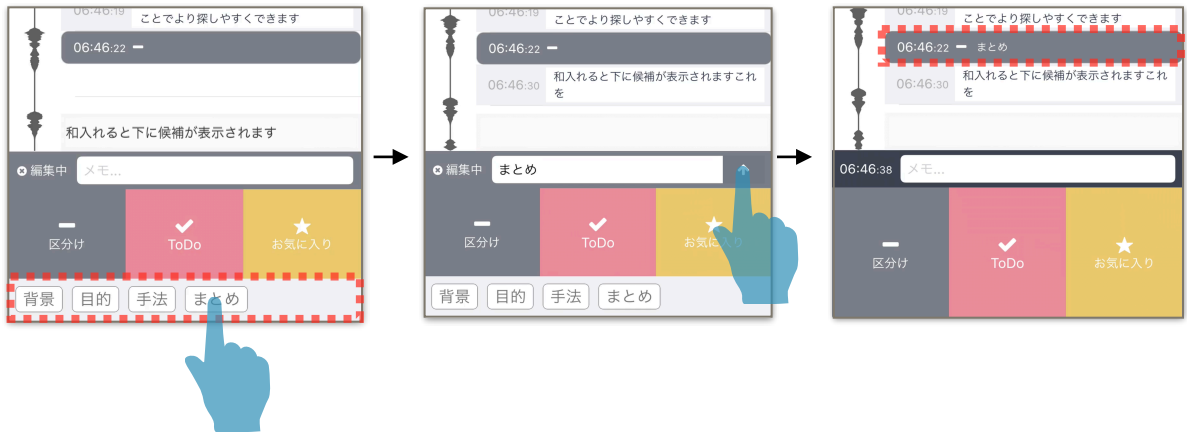 06:46:19 ことでより探しやすくできます
06:46:22
和入れると下に候補が表示されます
編集中 メモ...
区分け ToDo お気に入り
背景 目的 手法 まとめ
06:46:19 ことでより探しやすくできます
06:46:22
06:46:30 和入れると下に候補が表示されますこれ
を
編集中 まとめ
区分け ToDo お気に入り
背景 目的 手法 まとめ
06:46:19 ことでより探しやすくできます
06:46:22 まとめ
06:46:30 和入れると下に候補が表示されますこれ
を
06:46:38 メモ...
区分け ToDo お気に入り